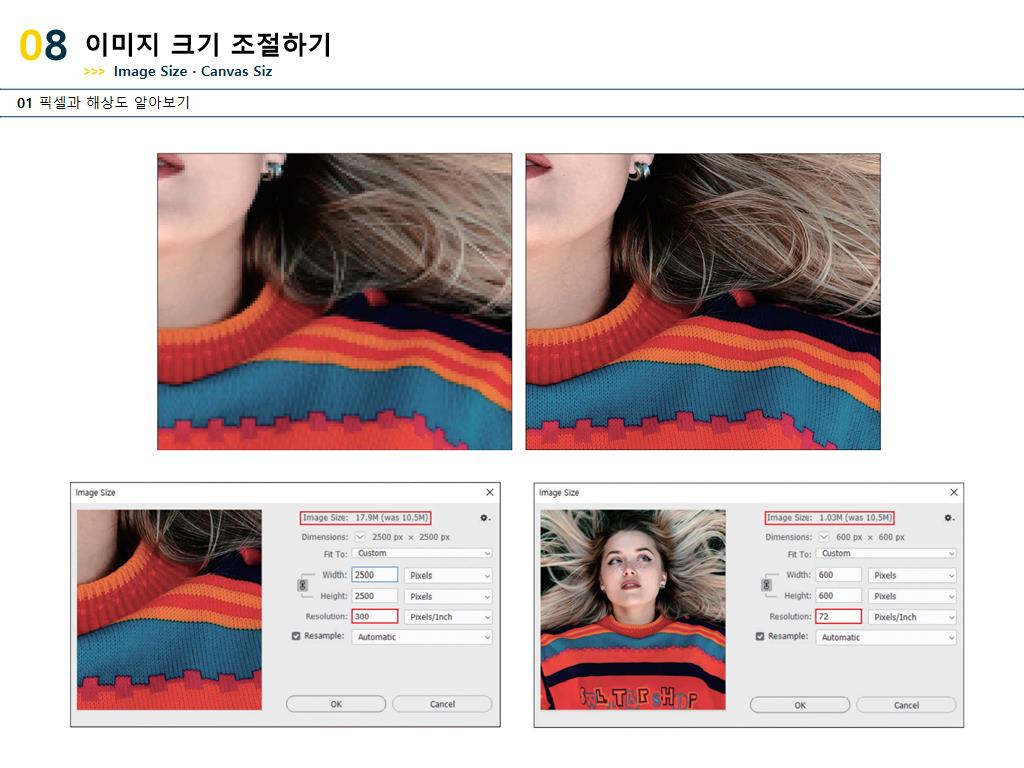 08 이미지 크기 조절하기
>>> Image Size · Canvas Siz
01 픽셀과 해상도 알아보기
Image Size
Image Size: 17.9M (was 10.5M)
Dimensions: 2500 px × 2500 px
Fit To: Custom
Width: 2500 Pixels
Height: 2500 Pixels
Resolution: 300 Pixels/Inch
Resample: Automatic
OK Cancel
Image Size
Image Size: 1.03M (was 10.5M)
Dimensions: 600 px × 600 px
Fit To: Custom
Width: 600 Pixels
Height: 600 Pixels
Resolution: 72 Pixels/Inch
Resample: Automatic
OK Cancel